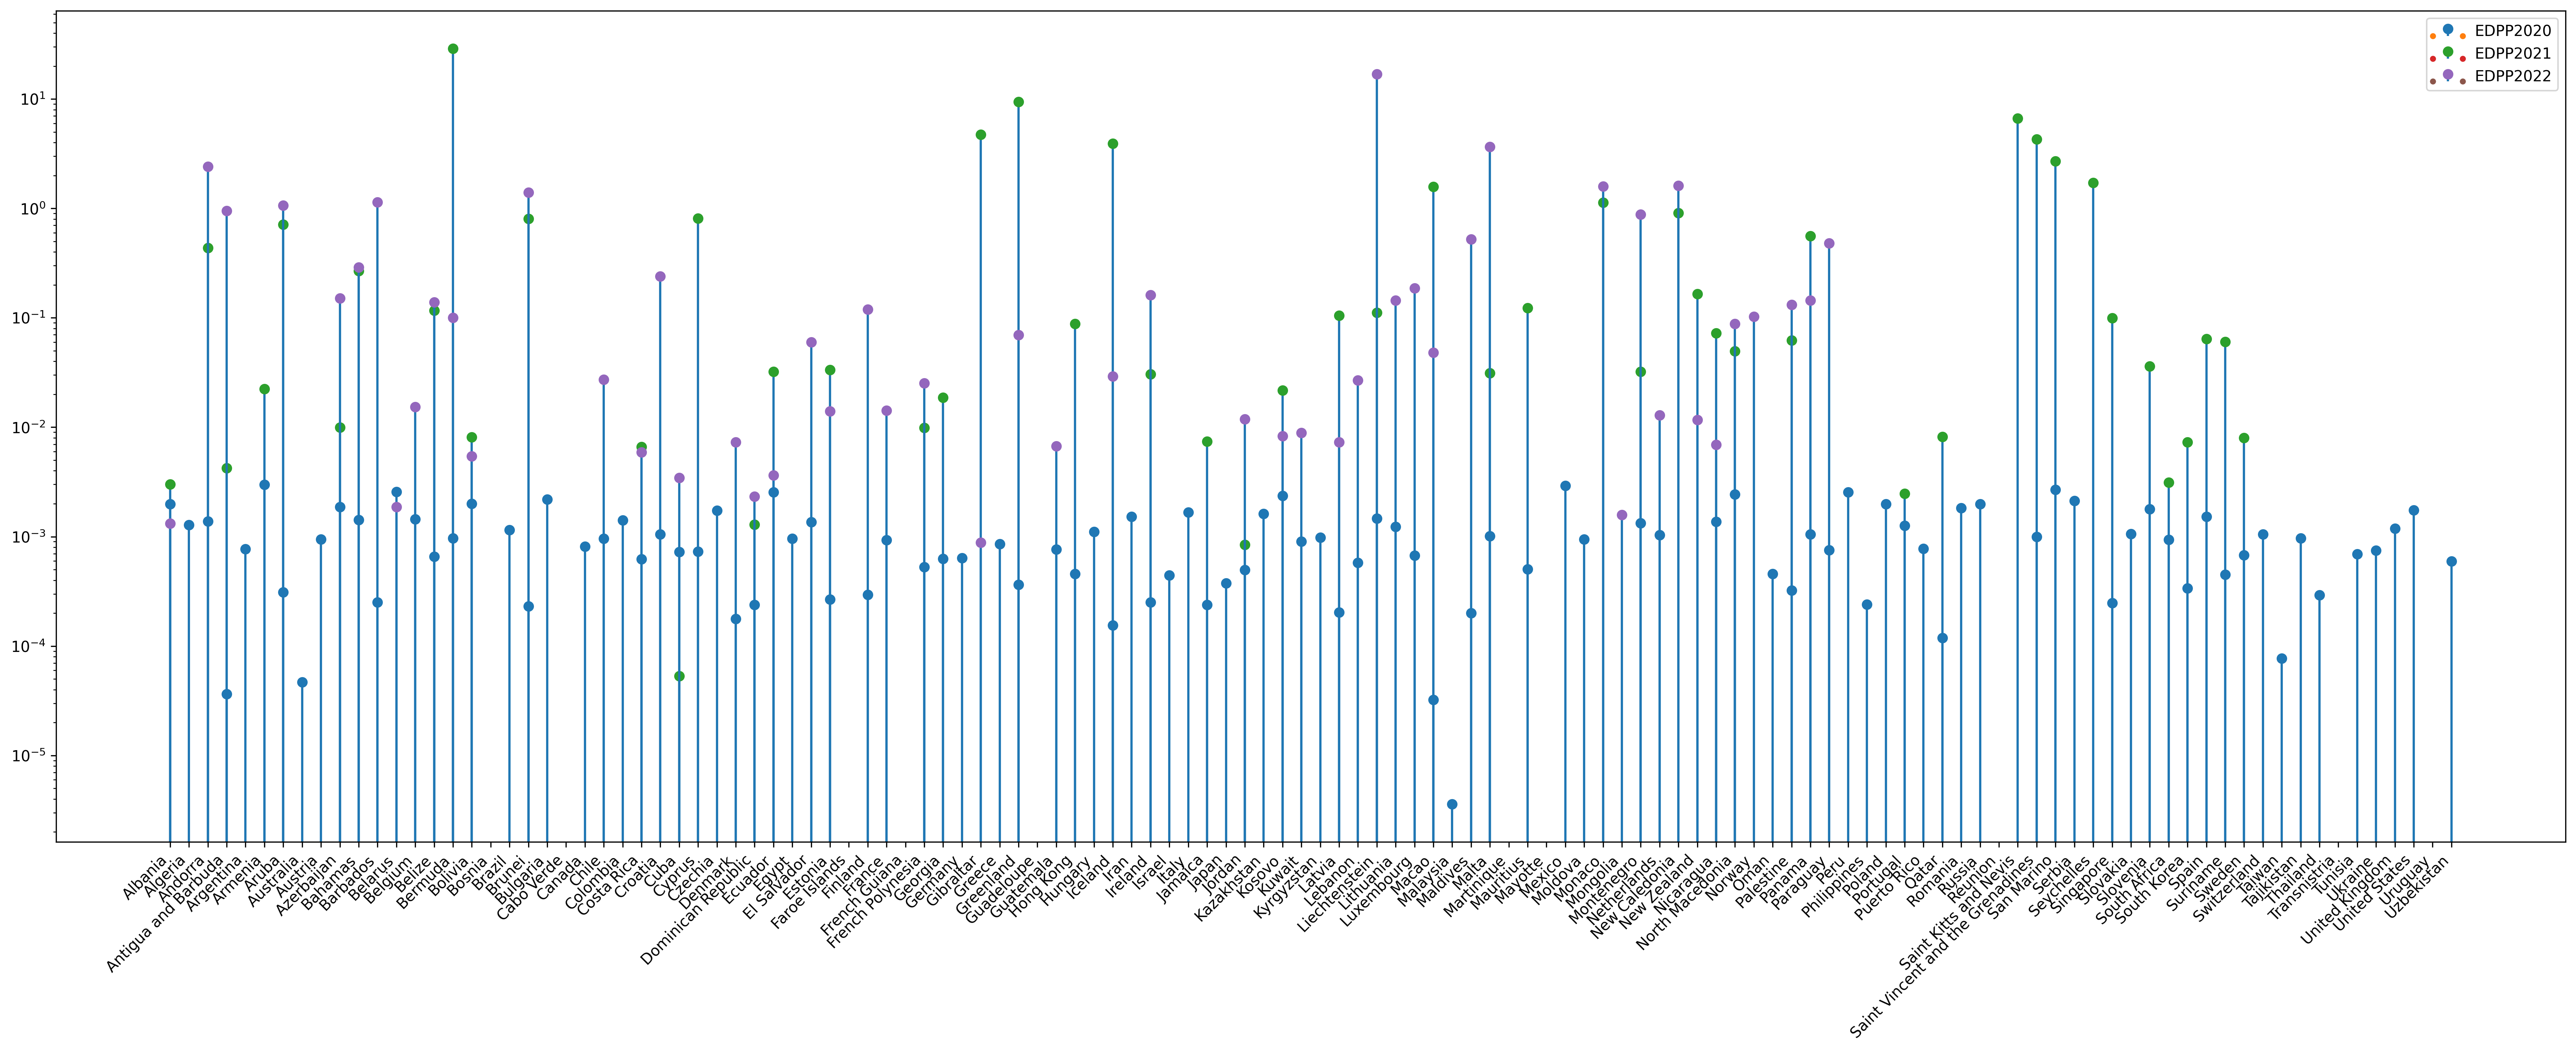 10¹
10⁰
10⁻¹
10⁻²
10⁻³
10⁻⁴
10⁻⁵
EDPP2020
EDPP2021
EDPP2022
Albania
Algeria
Andorra
Antigua and Barbuda
Argentina
Armenia
Aruba
Australia
Austria
Azerbaijan
Bahamas
Barbados
Belarus
Belgium
Belize
Bermuda
Bolivia
Bosnia
Brazil
Brunei
Bulgaria
Cabo Verde
Canada
Chile
Colombia
Costa Rica
Croatia
Cuba
Cyprus
Czechia
Denmark
Dominican Republic
Ecuador
Egypt
El Salvador
Estonia
Faroe Islands
Finland
France
French Guiana
French Polynesia
Georgia
Germany
Gibraltar
Greece
Greenland
Guadeloupe
Guatemala
Hong Kong
Hungary
Iceland
Iran
Ireland
Israel
Italy
Jamaica
Japan
Jordan
Kazakhstan
Kosovo
Kuwait
Kyrgyzstan
Latvia
Lebanon
Liechtenstein
Lithuania
Luxembourg
Macao
Malaysia
Maldives
Malta
Martinique
Mauritius
Mayotte
Mexico
Moldova
Monaco
Mongolia
Montenegro
Netherlands
New Caledonia
New Zealand
Nicaragua
North Macedonia
Norway
Oman
Palestine
Panama
Paraguay
Peru
Philippines
Poland
Portugal
Puerto Rico
Qatar
Romania
Russia
Reunion
Saint Kitts and Nevis
Saint Vincent and the Grenadines
San Marino
Serbia
Seychelles
Singapore
Slovakia
Slovenia
South Africa
South Korea
Spain
Suriname
Sweden
Switzerland
Taiwan
Tajikistan
Thailand
Transnistria
Tunisia
Ukraine
United Kingdom
United States
Uruguay
Uzbekistan